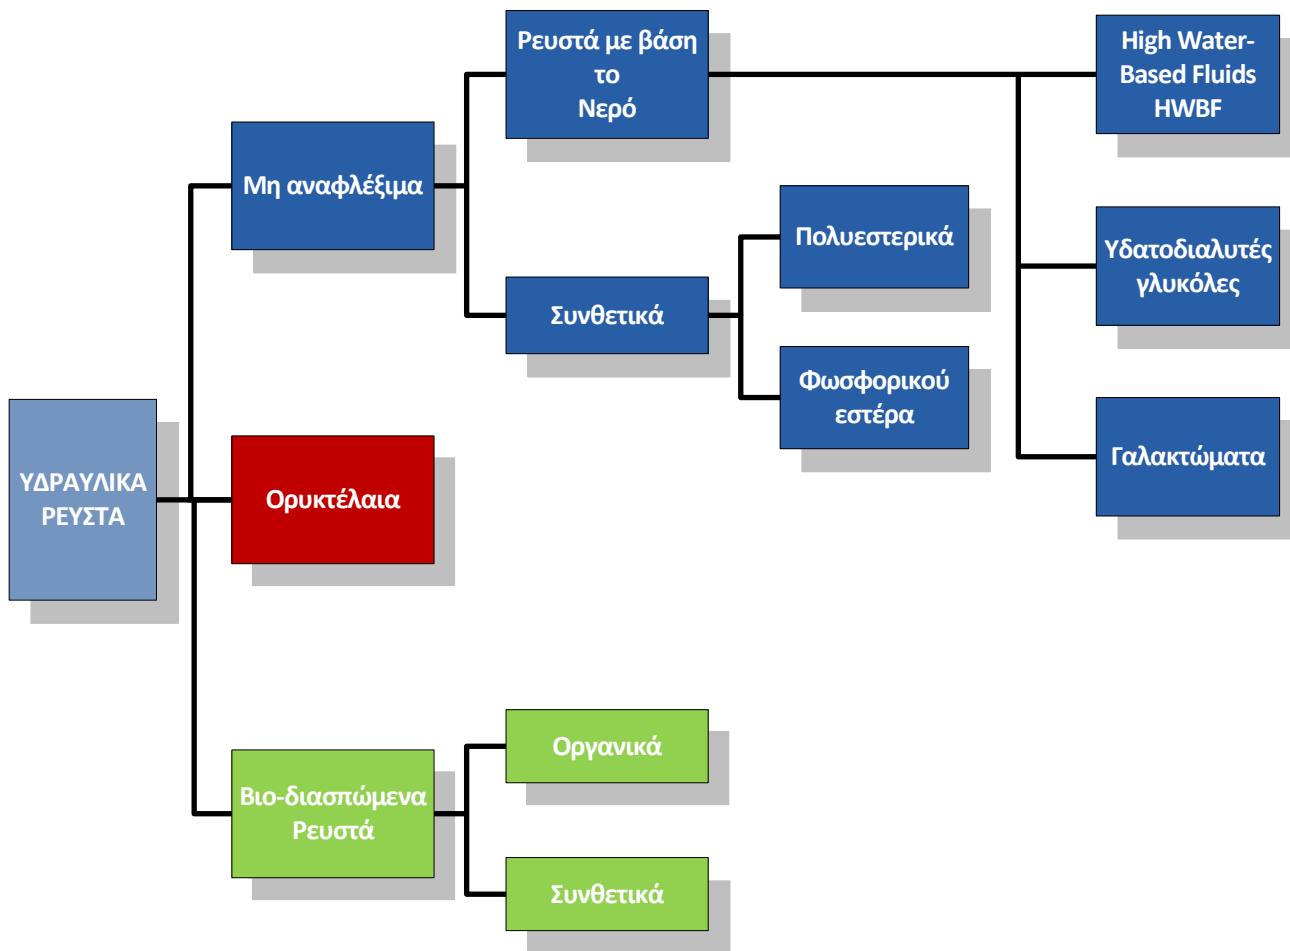 Ρευστά με βάση
το
Νερό
High Water-
Based Fluids
HWBF
Μη αναφλέξιμα
Πολυεστερικά
Υδατοδιαλυτές
γλυκόλες
Συνθετικά
Φωσφορικού
εστέρα
Γαλακτώματα
ΥΔΡΑΥΛΙΚΑ
ΡΕΥΣΤΑ
Ορυκτέλαια
Βιο-διασπώμενα
Ρευστά
Οργανικά
Συνθετικά